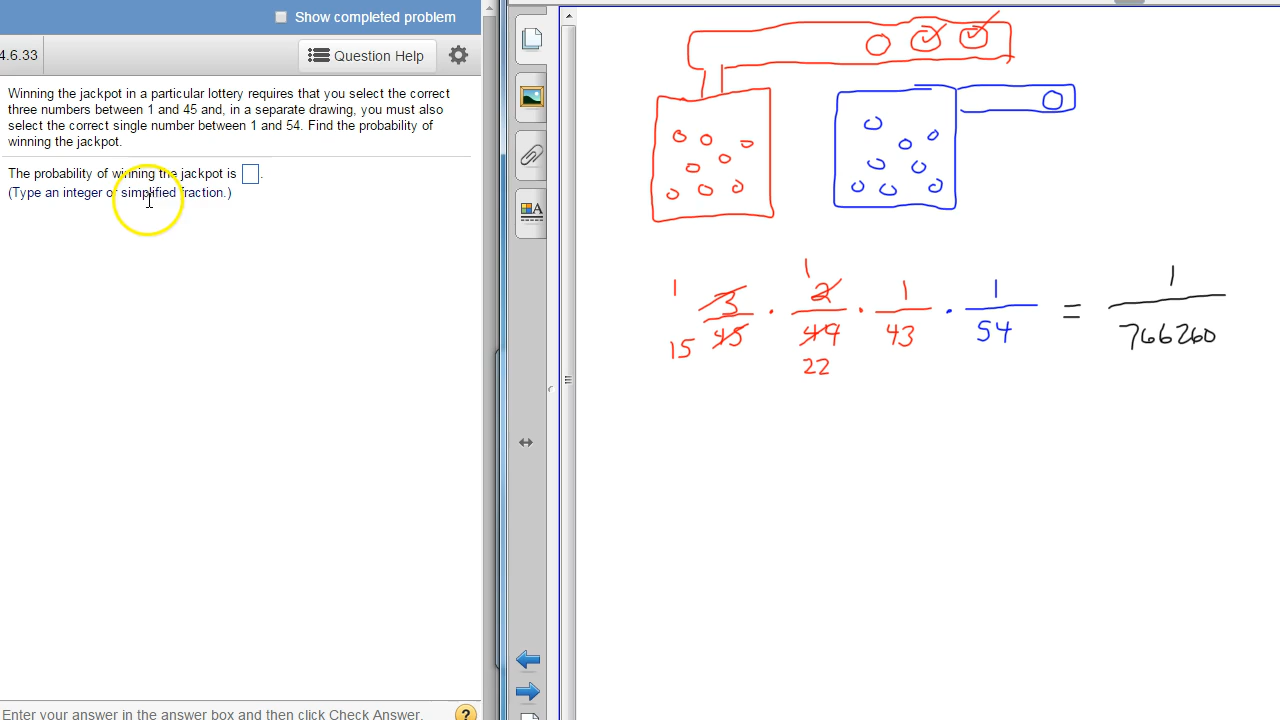 Show completed problem
4.6.33
Question Help
Winning the jackpot in a particular lottery requires that you select the correct
three numbers between 1 and 45 and, in a separate drawing, you must also
select the correct single number between 1 and 54. Find the probability of
winning the jackpot.
The probability of winning the jackpot is .
(Type an integer or simplified fraction.)
1 3/45 · 1 2/44 · 1/43 · 1/54 = 1/766260
15 22
Enter your answer in the answer box and then click Check Answer.
?
A